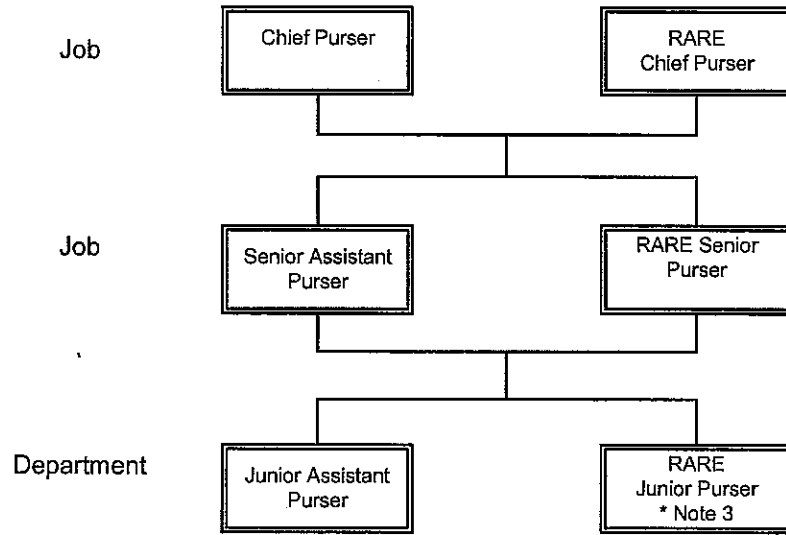 Job
Chief Purser
RARE
Chief Purser
Job
Senior Assistant
Purser
RARE Senior
Purser
Department
Junior Assistant
Purser
RARE
Junior Purser
* Note 3